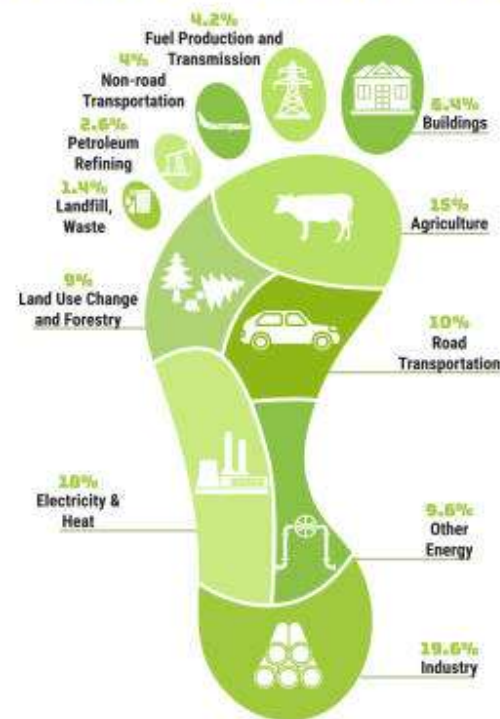 4.2%
Fuel Production and
Transmission
4%
Non-road
Transportation
2.6%
Petroleum
Refining
1.4%
Landfill,
Waste
6.4%
Buildings
15%
Agriculture
9%
Land Use Change
and Forestry
10%
Road
Transportation
18%
Electricity &
Heat
9.6%
Other
Energy
19.6%
Industry